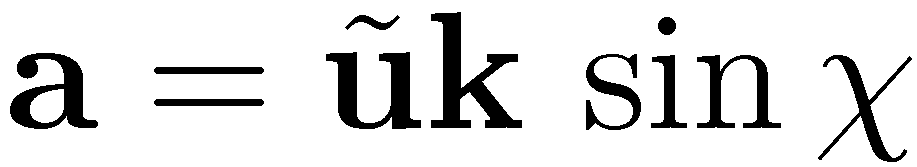 𝐚 = 𝐮̃𝐤 sin χ